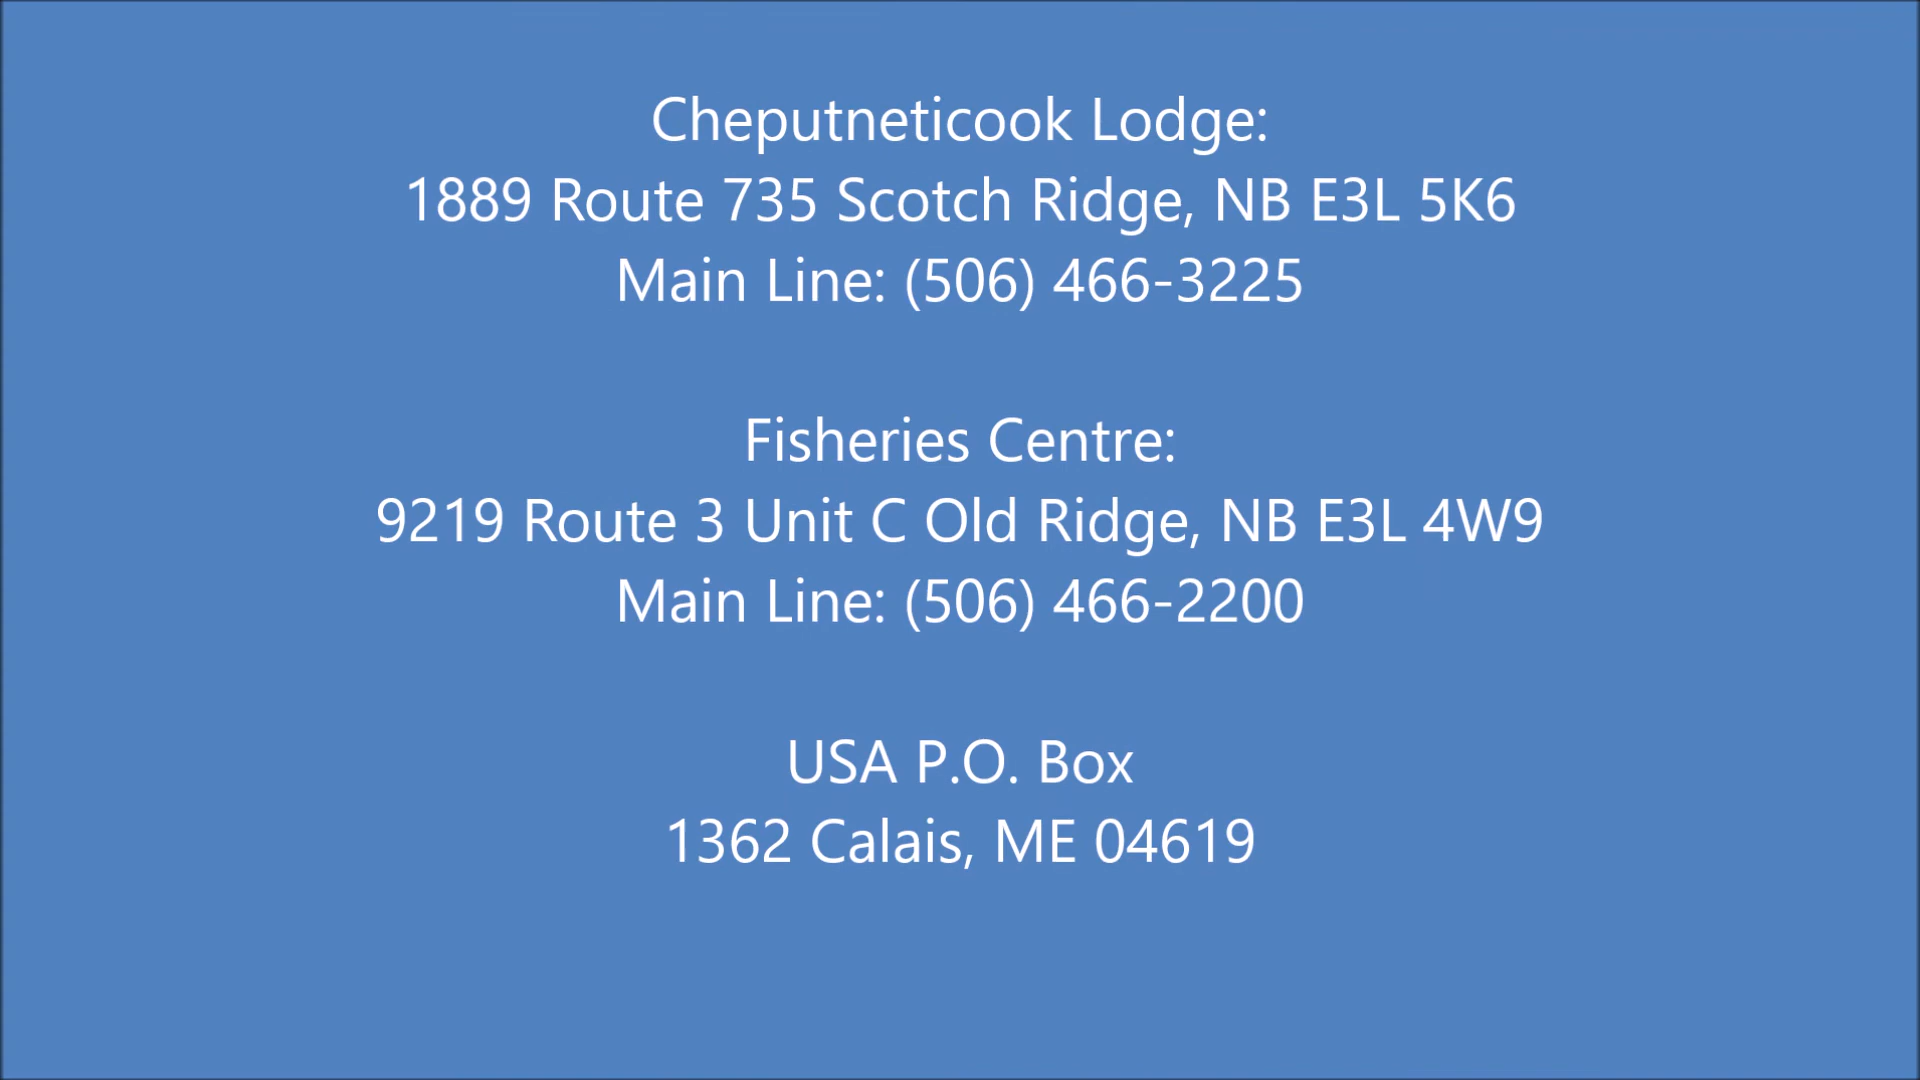 Cheputneticook Lodge:
1889 Route 735 Scotch Ridge, NB E3L 5K6
Main Line: (506) 466-3225
Fisheries Centre:
9219 Route 3 Unit C Old Ridge, NB E3L 4W9
Main Line: (506) 466-2200
USA P.O. Box
1362 Calais, ME 04619